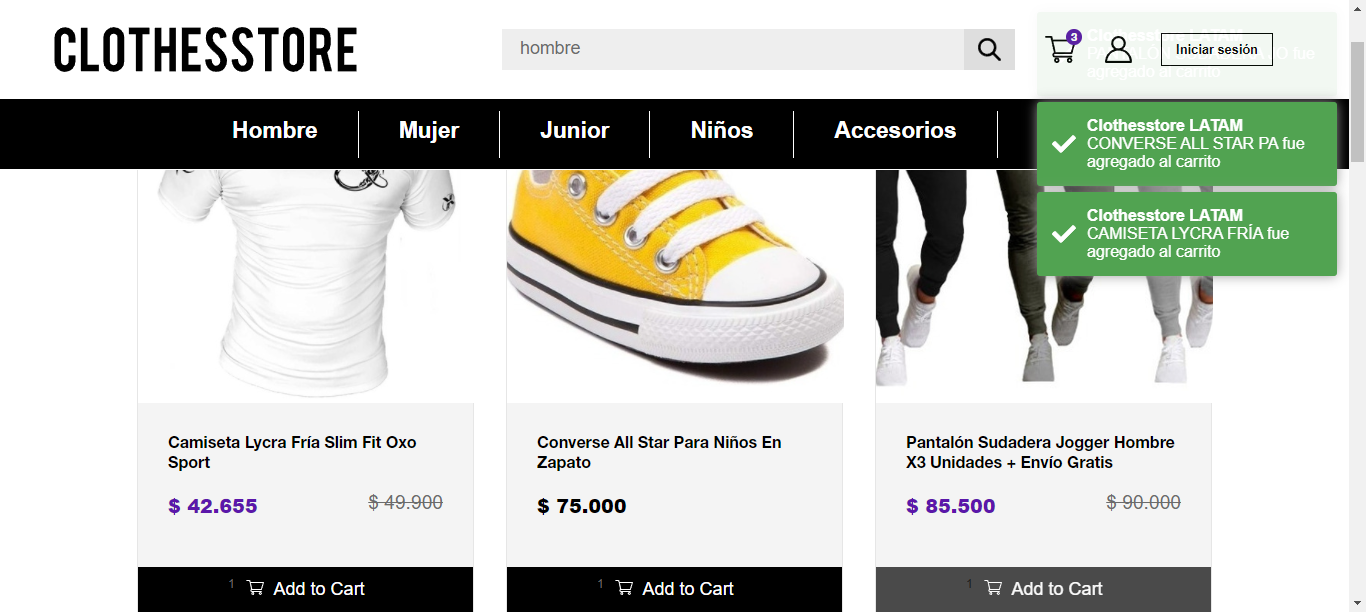 CLOTHESSTORE
hombre
3
Iniciar sesión
Clothesstore LATAM
agregado al carrito
Hombre
Mujer
Junior
Niños
Accesorios
Clothesstore LATAM
CONVERSE ALL STAR PA fue
agregado al carrito
Clothesstore LATAM
CAMISETA LYCRA FRÍA fue
agregado al carrito
Camiseta Lycra Fría Slim Fit Oxo
Sport
$ 42.655
$ 49.900
Converse All Star Para Niños En
Zapato
$ 75.000
Pantalón Sudadera Jogger Hombre
X3 Unidades + Envío Gratis
$ 85.500
$ 90.000
1
Add to Cart
1
Add to Cart
1
Add to Cart